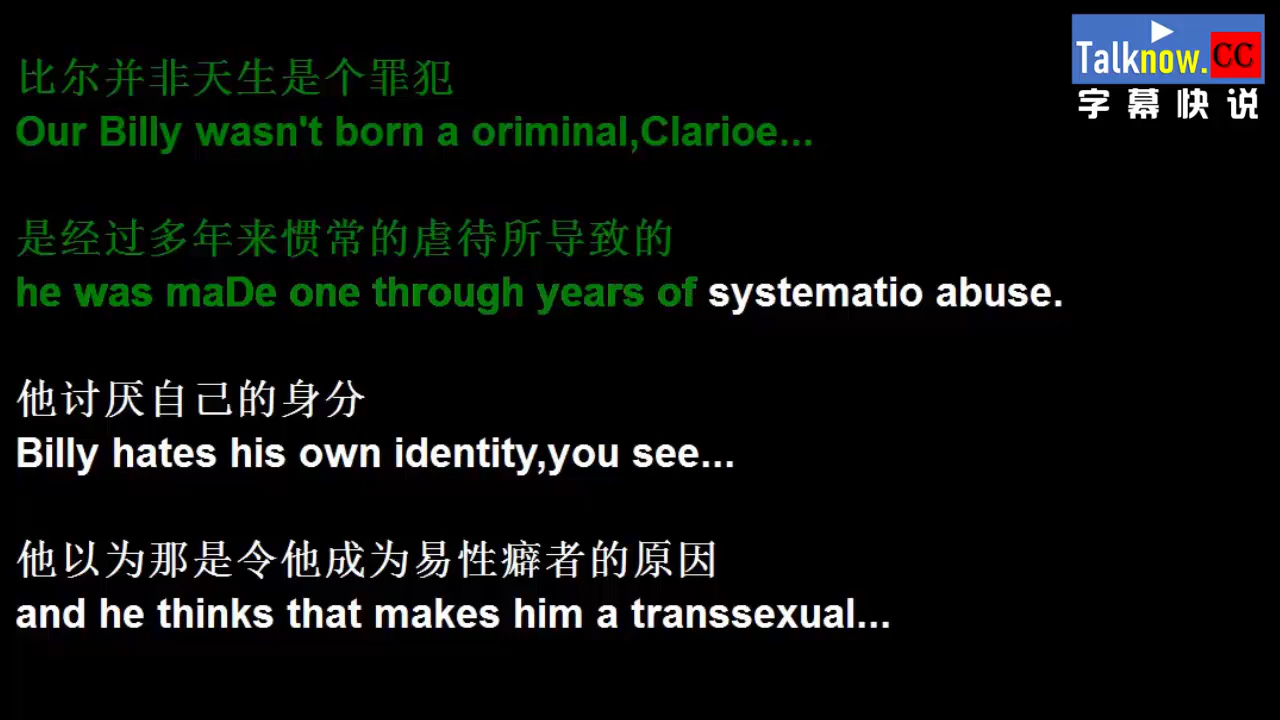 比尔并非天生是个罪犯
Our Billy wasn't born a oriminal,Clarioe...
是经过多年来惯常的虐待所导致的
he was maDe one through years of systematio abuse.
他讨厌自己的身分
Billy hates his own identity,you see...
他以为那是令他成为易性癖者的原因
and he thinks that makes him a transsexual...
Talknow.CC
字幕快说